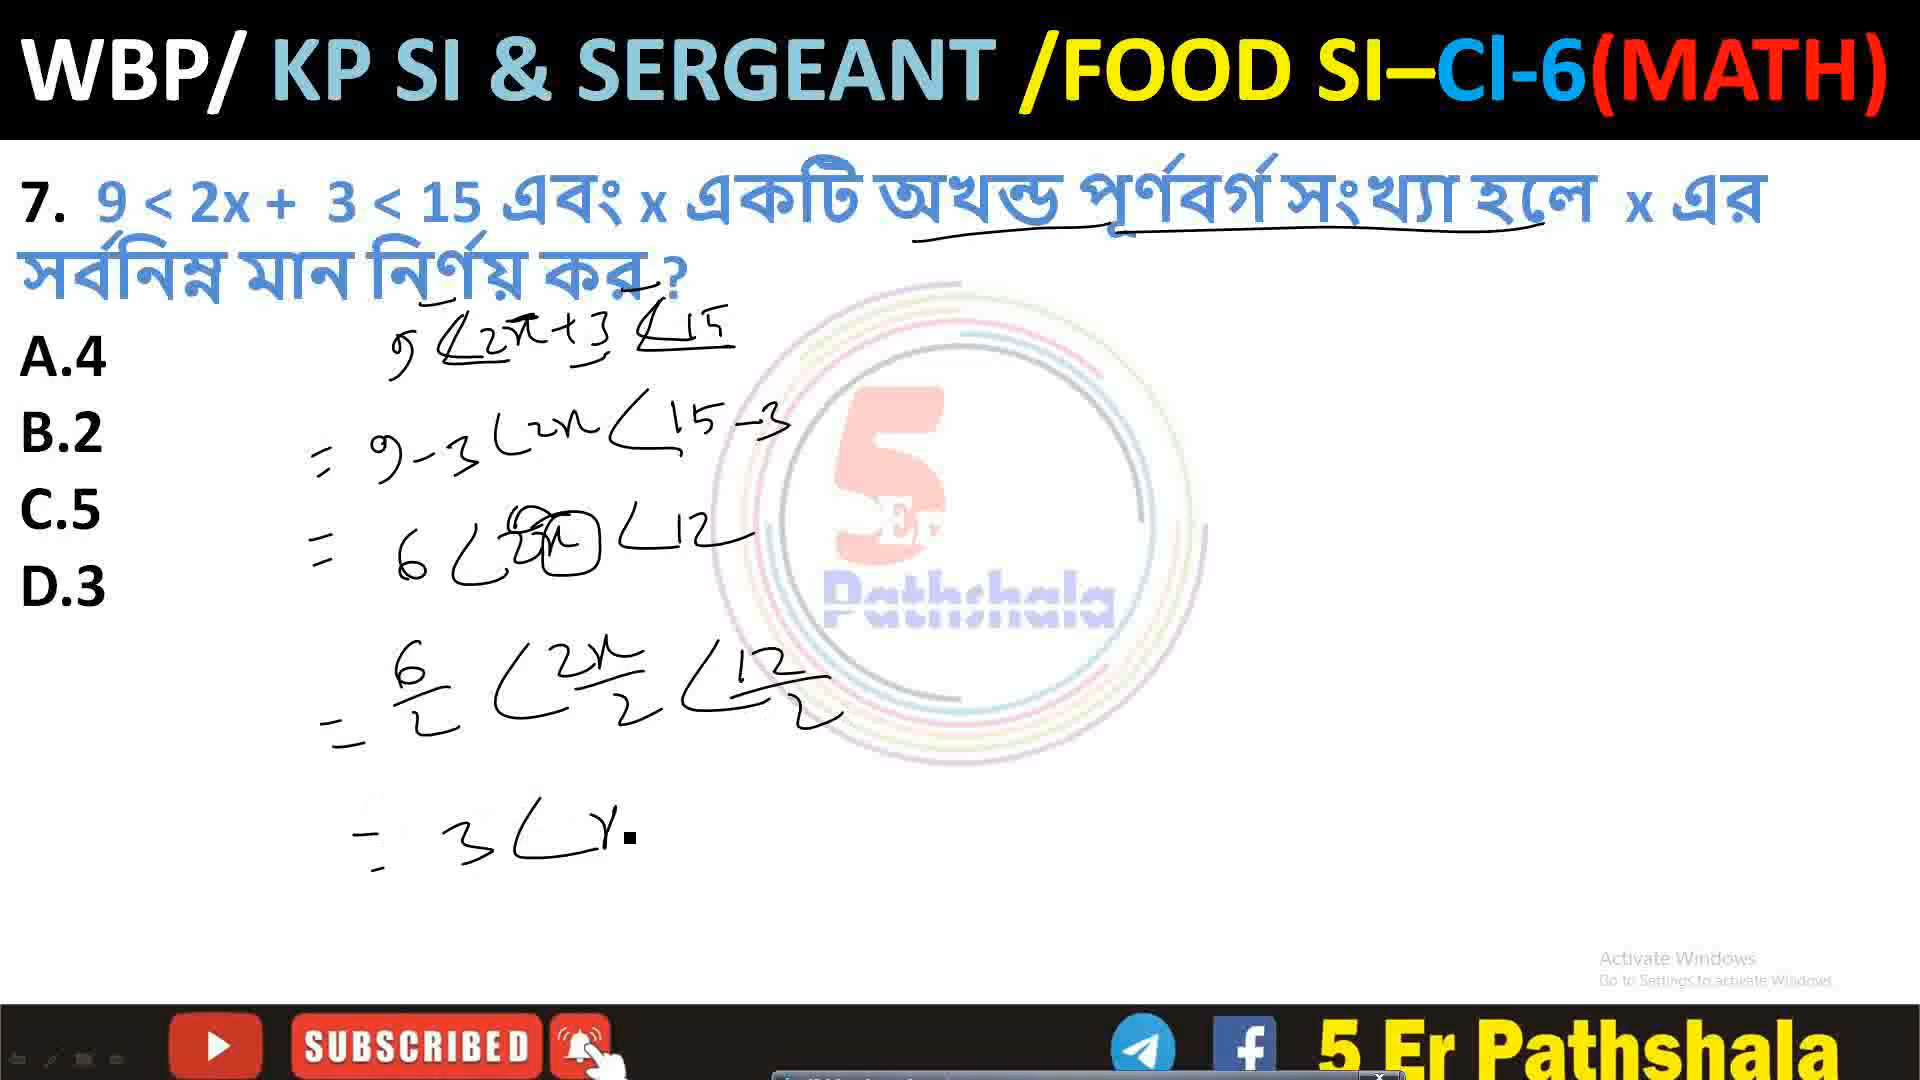 WBP/ KP SI & SERGEANT /FOOD SI–Cl-6(MATH)
7. 9 < 2x + 3 < 15 এবং x একটি অখন্ড পূর্ণবর্গ সংখ্যা হলে x এর
সর্বনিম্ন মান নির্ণয় কর ?
A.4
B.2
C.5
D.3
9 < 2x + 3 < 15
= 9 - 3 < 2x < 15 - 3
= 6 < 2x < 12
= 6/2 < 2x/2 < 12/2
= 3 < x
5
Er
Pathshala
Activate Windows
Go to Settings to activate Windows.
SUBSCRIBED
5 Er Pathshala